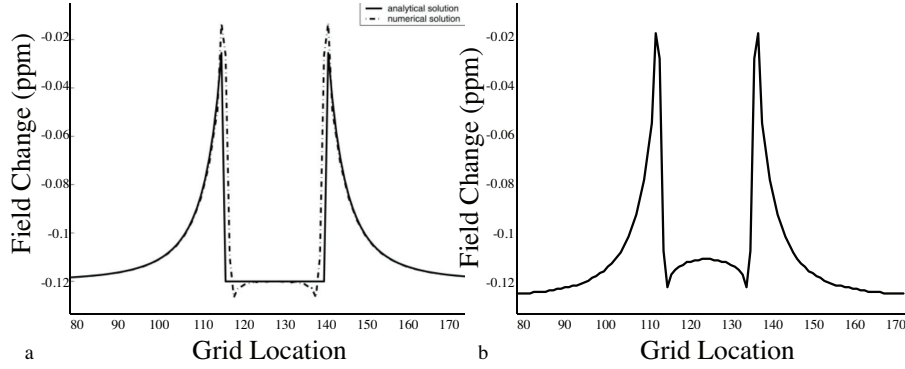 analytical solution
numerical solution
Field Change (ppm)
-0.02
-0.04
-0.06
-0.08
-0.1
-0.12
80 90 100 110 120 130 140 150 160 170
a Grid Location
Field Change (ppm)
-0.02
-0.04
-0.06
-0.08
-0.1
-0.12
80 90 100 110 120 130 140 150 160 170
b Grid Location